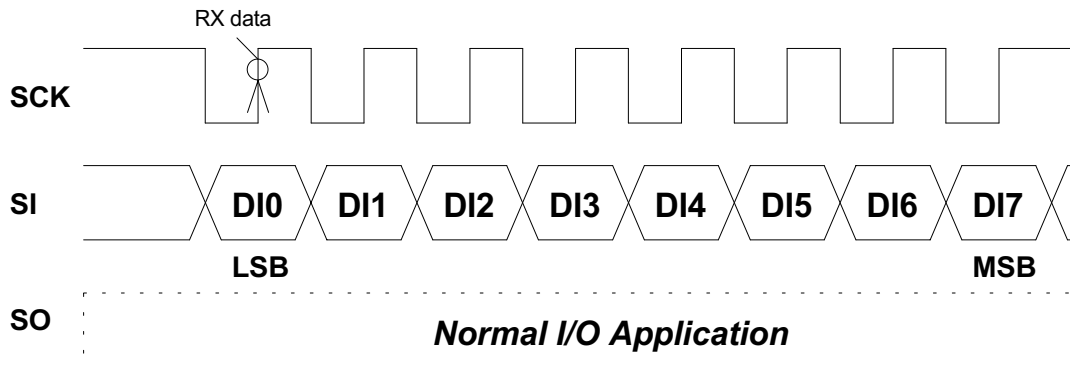 RX data
SCK
SI DI0 DI1 DI2 DI3 DI4 DI5 DI6 DI7
LSB MSB
SO Normal I/O Application